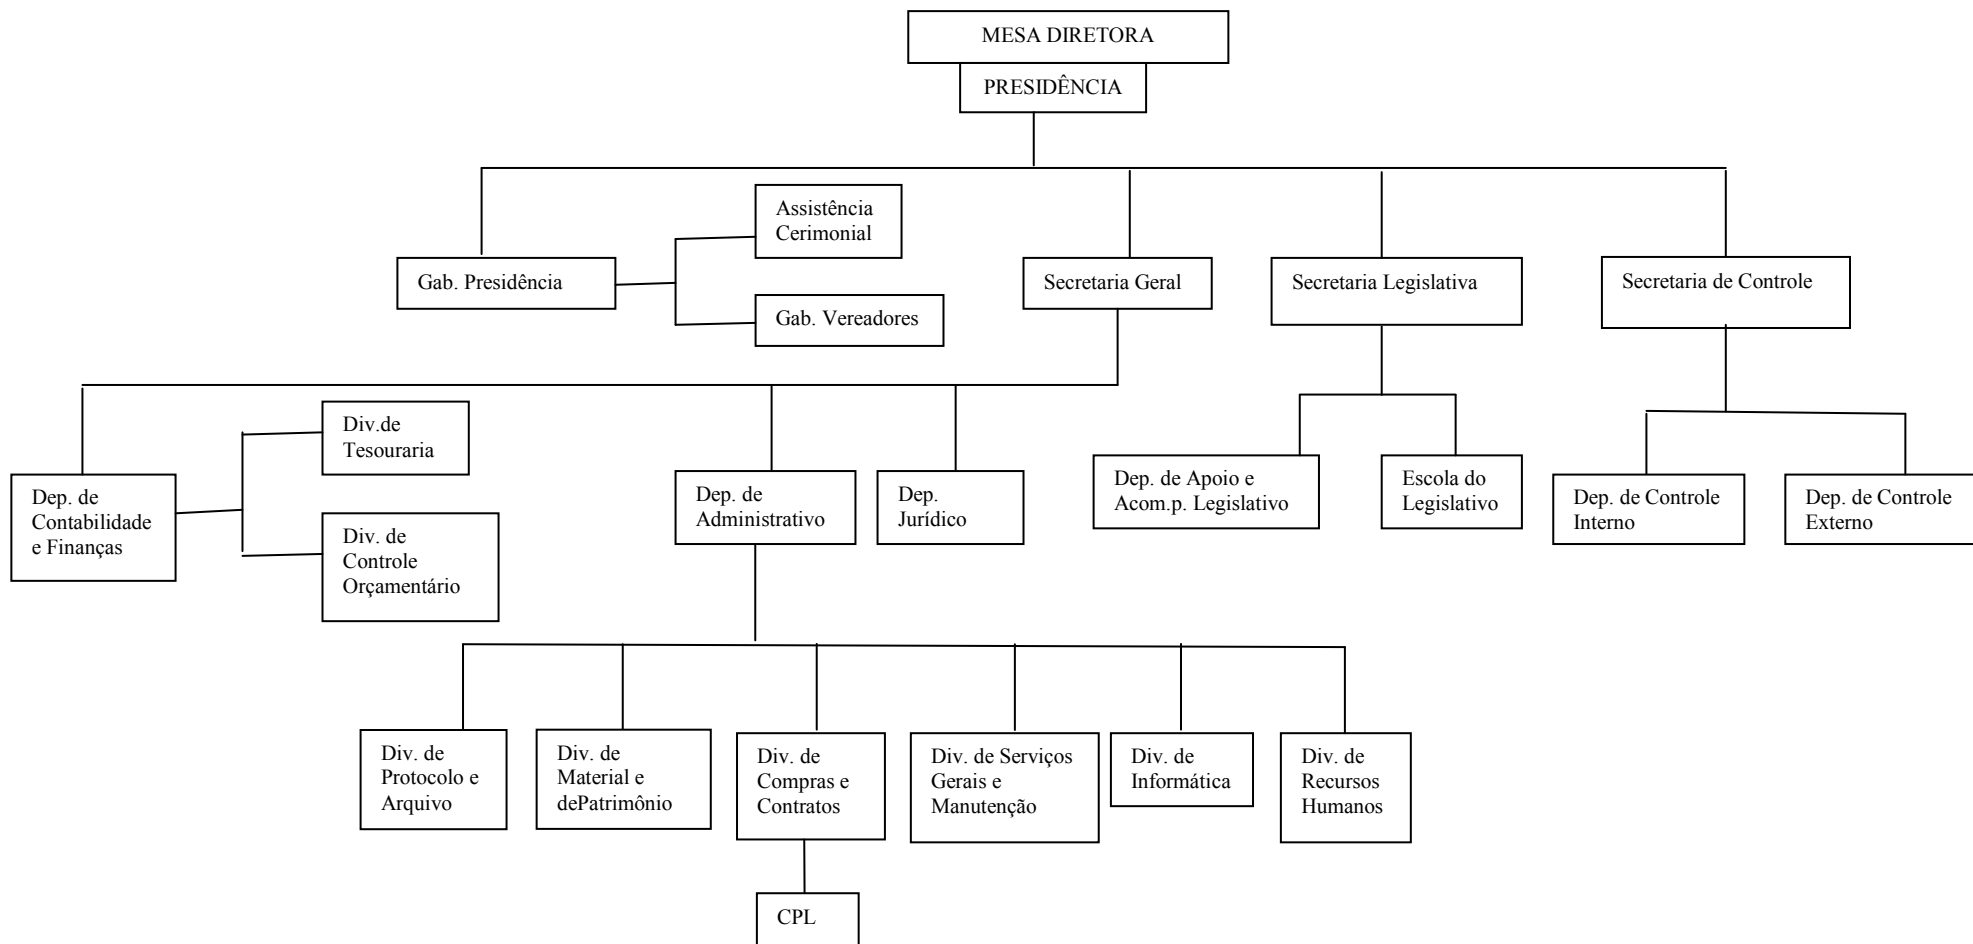 MESA DIRETORA
PRESIDÊNCIA
Assistência
Cerimonial
Gab. Presidência
Gab. Vereadores
Secretaria Geral
Secretaria Legislativa
Secretaria de Controle
Div.de
Tesouraria
Dep. de
Contabilidade
e Finanças
Div. de
Controle
Orçamentário
Dep. de
Administrativo
Dep.
Jurídico
Dep. de Apoio e
Acom.p. Legislativo
Escola do
Legislativo
Dep. de Controle
Interno
Dep. de Controle
Externo
Div. de
Protocolo e
Arquivo
Div. de
Material e
dePatrimônio
Div. de
Compras e
Contratos
Div. de Serviços
Gerais e
Manutenção
Div. de
Informática
Div. de
Recursos
Humanos
CPL